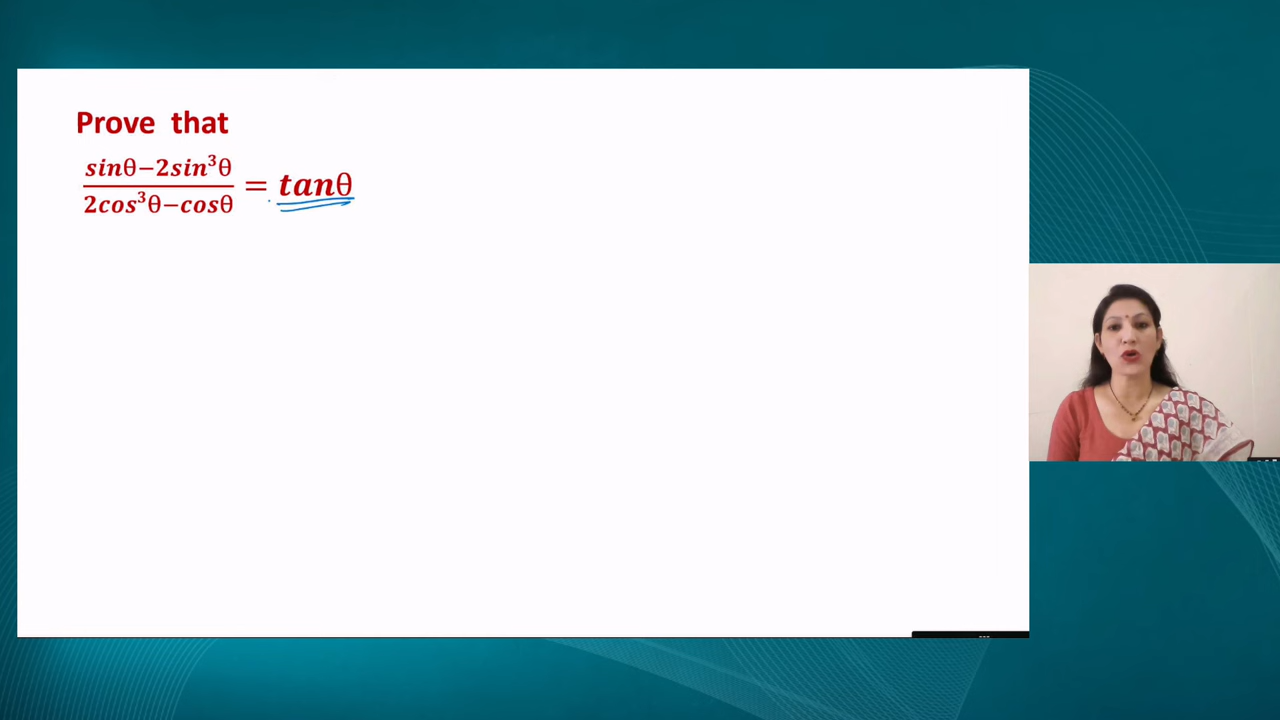 Prove that
sinθ−2sin³θ
2cos³θ−cosθ
= tanθ